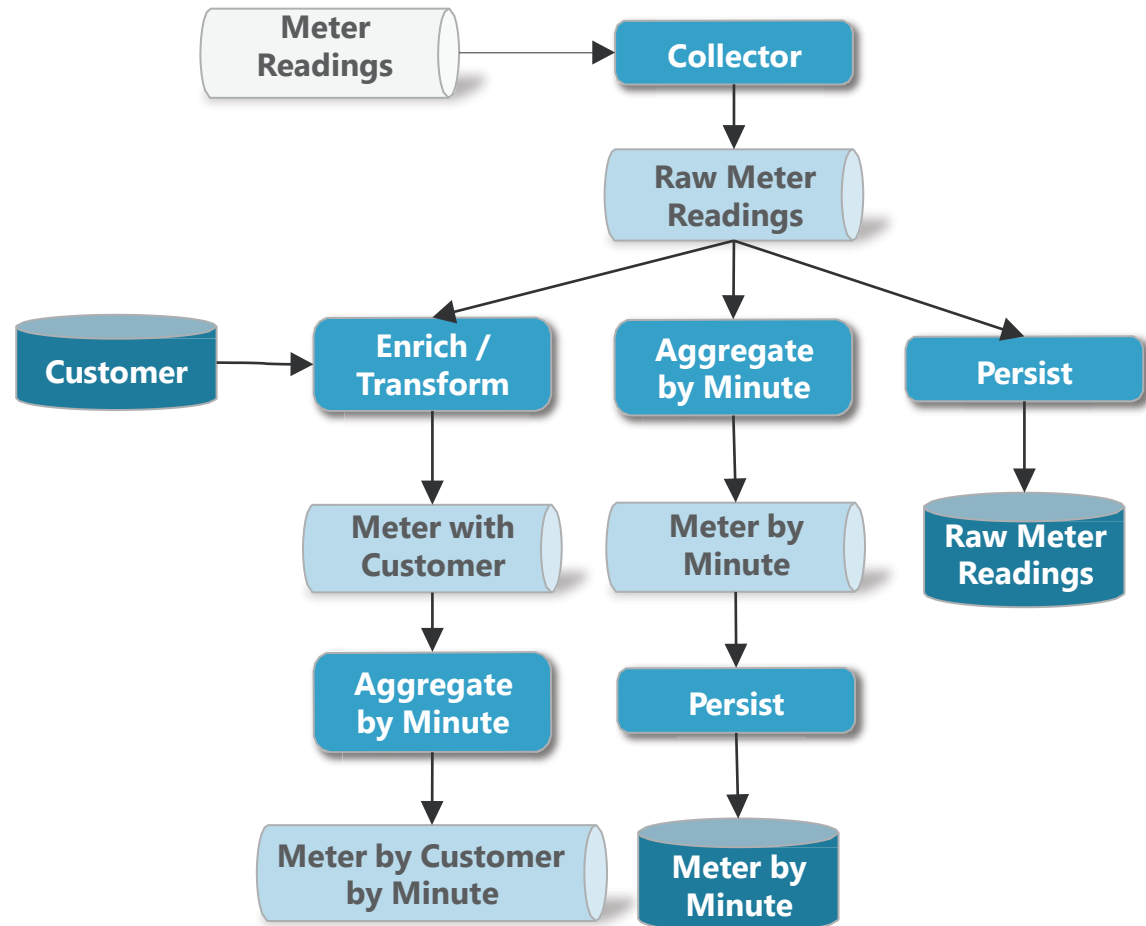 Meter
Readings
Collector
Raw Meter
Readings
Customer
Enrich /
Transform
Aggregate
by Minute
Persist
Meter with
Customer
Meter by
Minute
Raw Meter
Readings
Aggregate
by Minute
Persist
Meter by Customer
by Minute
Meter by
Minute